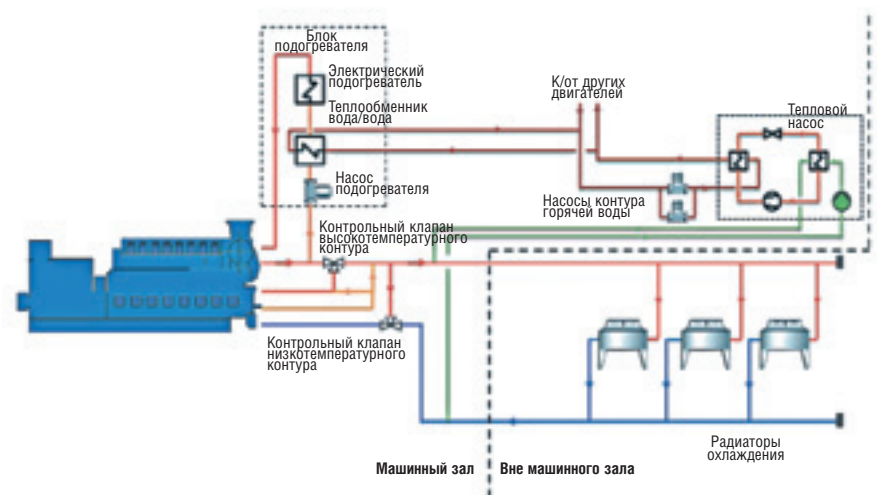 Блок
подогревателя
Электрический
подогреватель
Теплообменник
вода/вода
Насос
подогревателя
К/от других
двигателей
Тепловой
насос
Насосы контура
горячей воды
Контрольный клапан
высокотемпературного
контура
Контрольный клапан
низкотемпературного
контура
Радиаторы
охлаждения
Машинный зал
Вне машинного зала